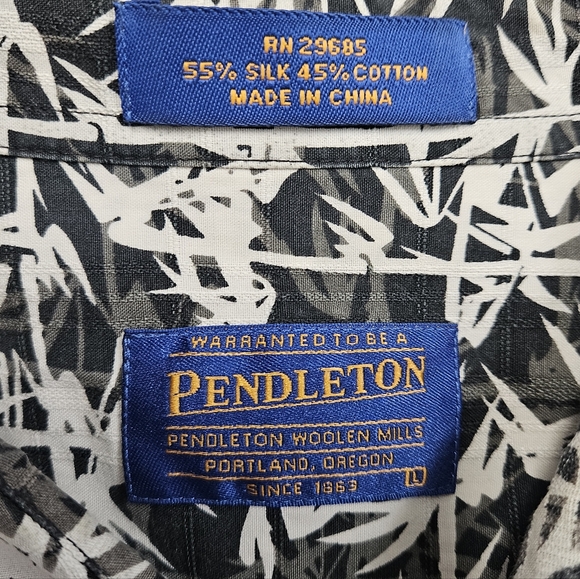 RN 29685
55% SILK 45% COTTON
MADE IN CHINA
WARRANTED TO BE A
PENDLETON
PENDLETON WOOLEN MILLS
PORTLAND, OREGON
SINCE 1863 L